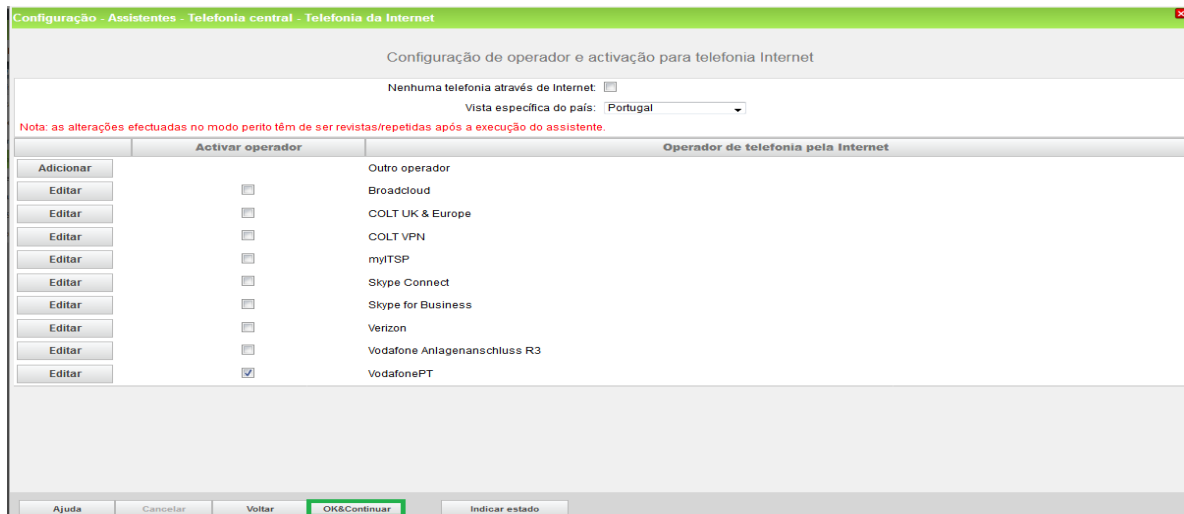 Configuração - Assistentes - Telefonia central - Telefonia da Internet
Configuração de operador e activação para telefonia Internet
Nenhuma telefonia através de Internet:
Vista específica do país: Portugal
Nota: as alterações efectuadas no modo perito têm de ser revistas/repetidas após a execução do assistente.
Activar operador Operador de telefonia pela Internet
Adicionar Outro operador
Editar Broadcloud
Editar COLT UK & Europe
Editar COLT VPN
Editar myITSP
Editar Skype Connect
Editar Skype for Business
Editar Verizon
Editar Vodafone Anlagenanschluss R3
Editar VodafonePT
Ajuda Cancelar Voltar OK&Continuar Indicar estado